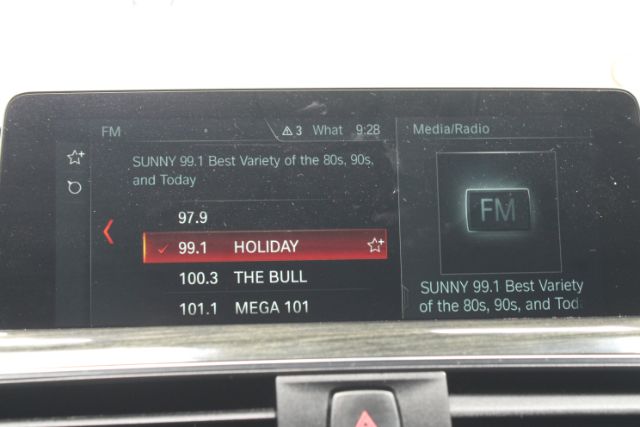 FM
3 What 9:28
Media/Radio
SUNNY 99.1 Best Variety of the 80s, 90s,
and Today
97.9
99.1 HOLIDAY
100.3 THE BULL
101.1 MEGA 101
FM
SUNNY 99.1 Best Variety
of the 80s, 90s, and Tod